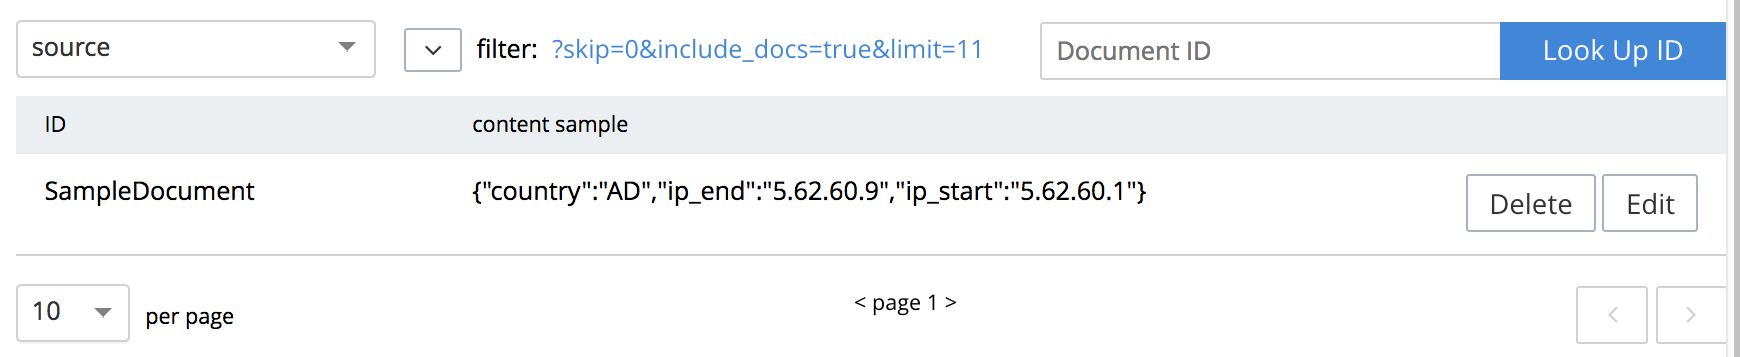 source
filter: ?skip=0&include_docs=true&limit=11
Document ID
Look Up ID
ID content sample
SampleDocument {"country":"AD","ip_end":"5.62.60.9","ip_start":"5.62.60.1"}
Delete Edit
10 per page
< page 1 >
< >